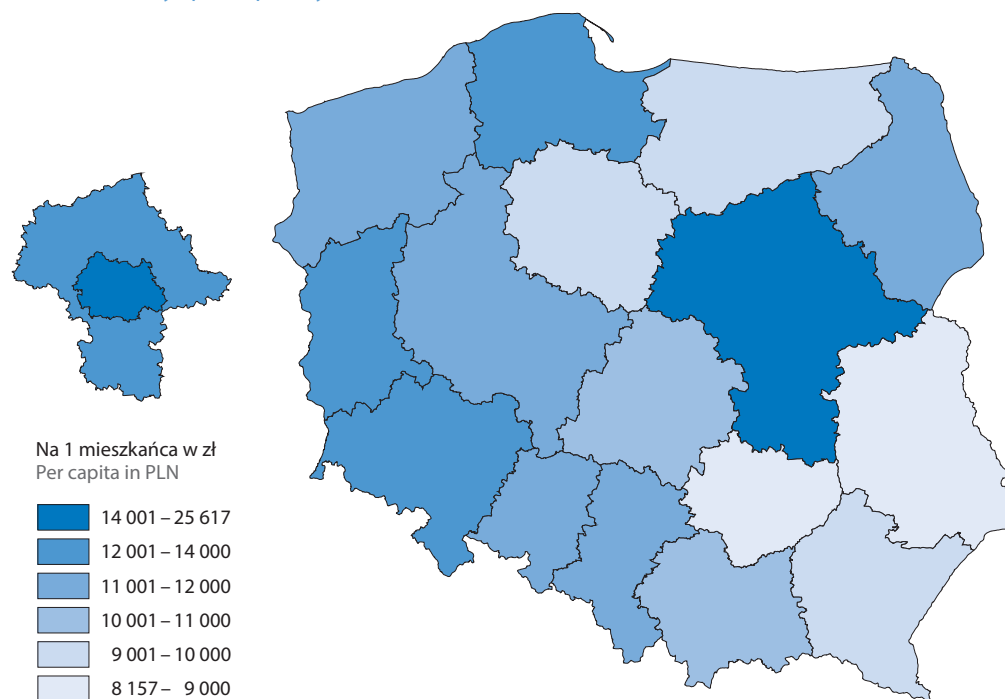 Na 1 mieszkańca w zł
Per capita in PLN
14 001 – 25 617
12 001 – 14 000
11 001 – 12 000
10 001 – 11 000
9 001 – 10 000
8 157 – 9 000